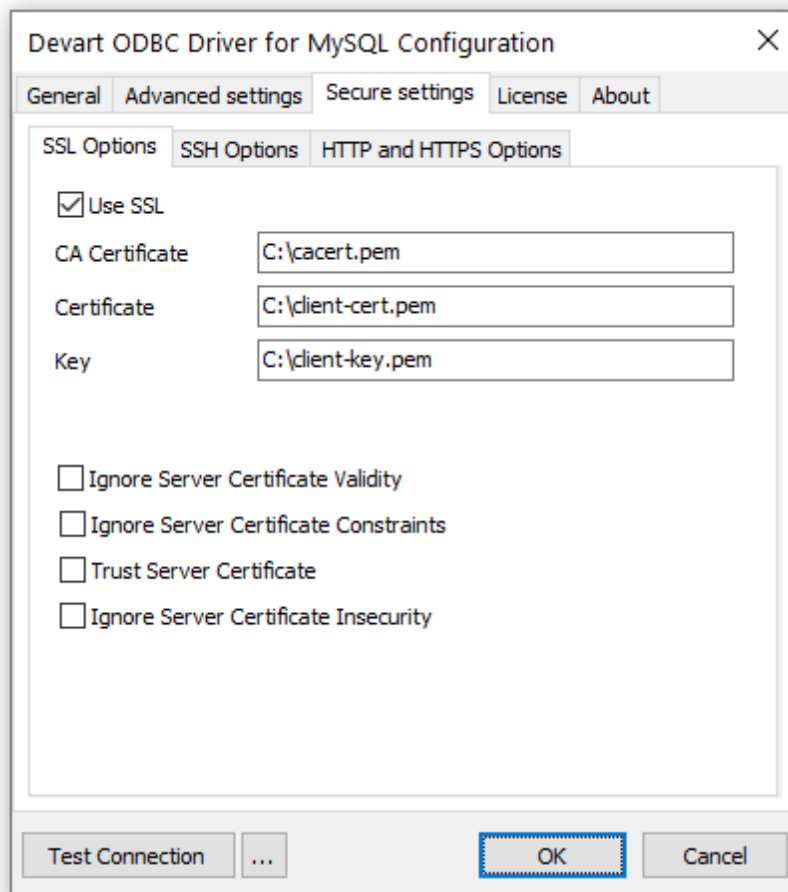 Devart ODBC Driver for MySQL Configuration
General Advanced settings Secure settings License About
SSL Options SSH Options HTTP and HTTPS Options
Use SSL
CA Certificate C:\cacert.pem
Certificate C:\client-cert.pem
Key C:\client-key.pem
Ignore Server Certificate Validity
Ignore Server Certificate Constraints
Trust Server Certificate
Ignore Server Certificate Insecurity
Test Connection ... OK Cancel